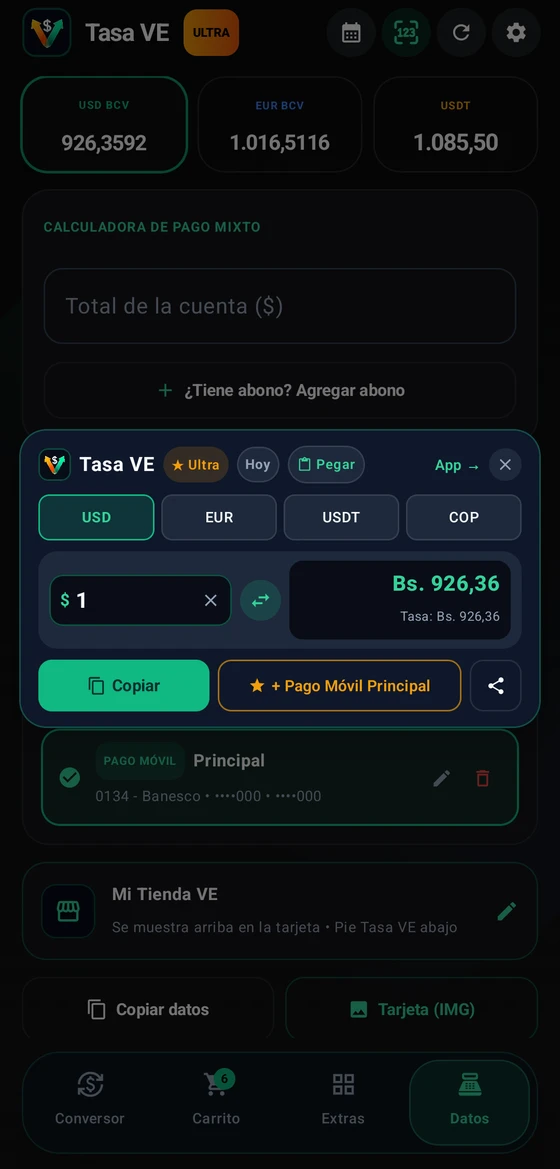 Tasa VE
ULTRA
123
USD BCV
926,3592
EUR BCV
1.016,5116
USDT
1.085,50
CALCULADORA DE PAGO MIXTO
Total de la cuenta ($)
+ ¿Tiene abono? Agregar abono
Tasa VE
★ Ultra
Hoy
Pegar
App →
USD
EUR
USDT
COP
$ 1
Bs. 926,36
Tasa: Bs. 926,36
Copiar
★ + Pago Móvil Principal
PAGO MÓVIL
Principal
0134 - Banesco • ••••000 • ••••000
Mi Tienda VE
Se muestra arriba en la tarjeta • Pie Tasa VE abajo
Copiar datos
Tarjeta (IMG)
6
Conversor
Carrito
Extras
Datos